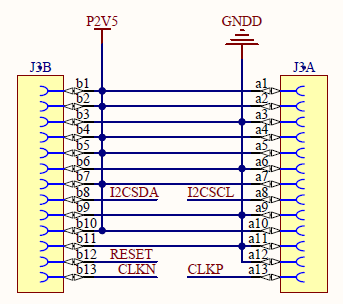 P2V5 GNDD
J3B J3A
b1 a1
b2 a2
b3 a3
b4 a4
b5 a5
b6 a6
b7 a7
b8 I2CSDA I2CSCL a8
b9 a9
b10 a10
b11 a11
b12 RESET a12
b13 CLKN CLKP a13